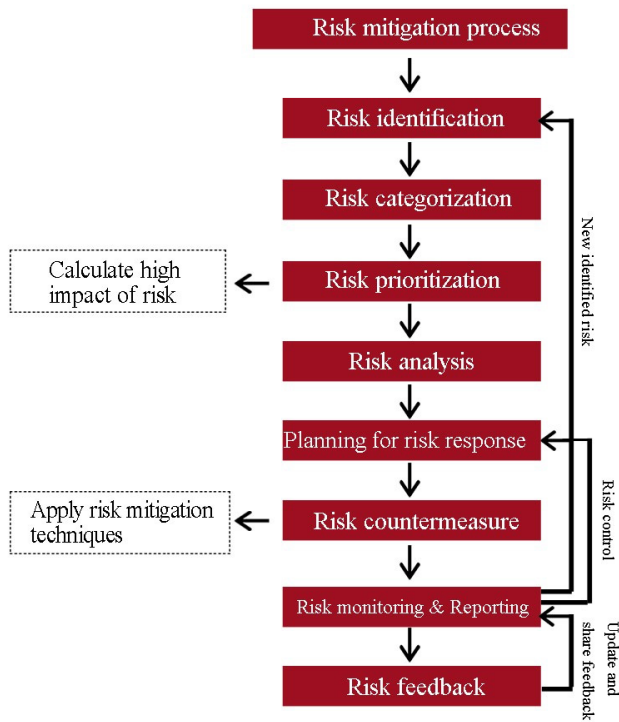 Risk mitigation process
Risk identification
Risk categorization
Calculate high
impact of risk
Risk prioritization
Risk analysis
Planning for risk response
Apply risk mitigation
techniques
Risk countermeasure
Risk monitoring & Reporting
Risk feedback
New identified risk
Risk control
Update and
share feedback